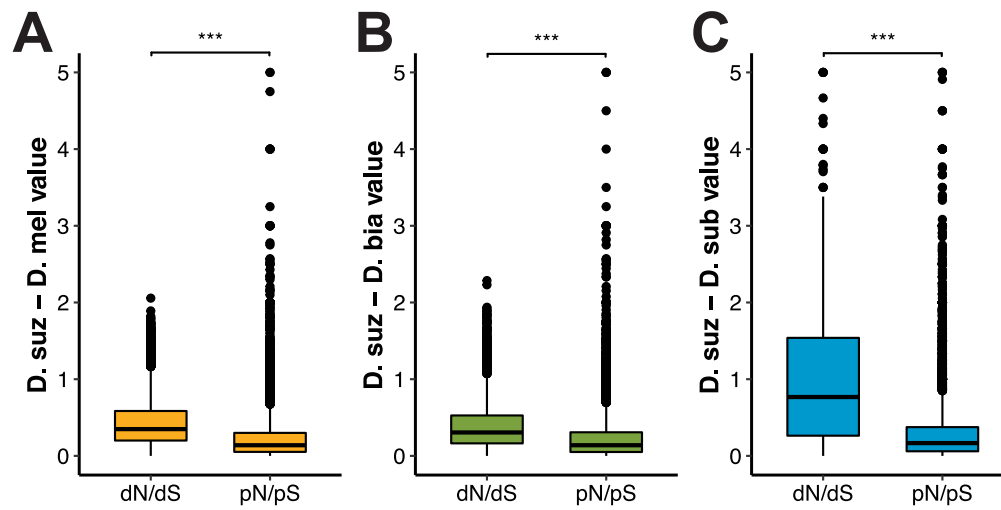 A
***
D. suz – D. mel value
5
4
3
2
1
0
dN/dS
pN/pS
B
***
D. suz – D. bia value
5
4
3
2
1
0
dN/dS
pN/pS
C
***
D. suz – D. sub value
5
4
3
2
1
0
dN/dS
pN/pS